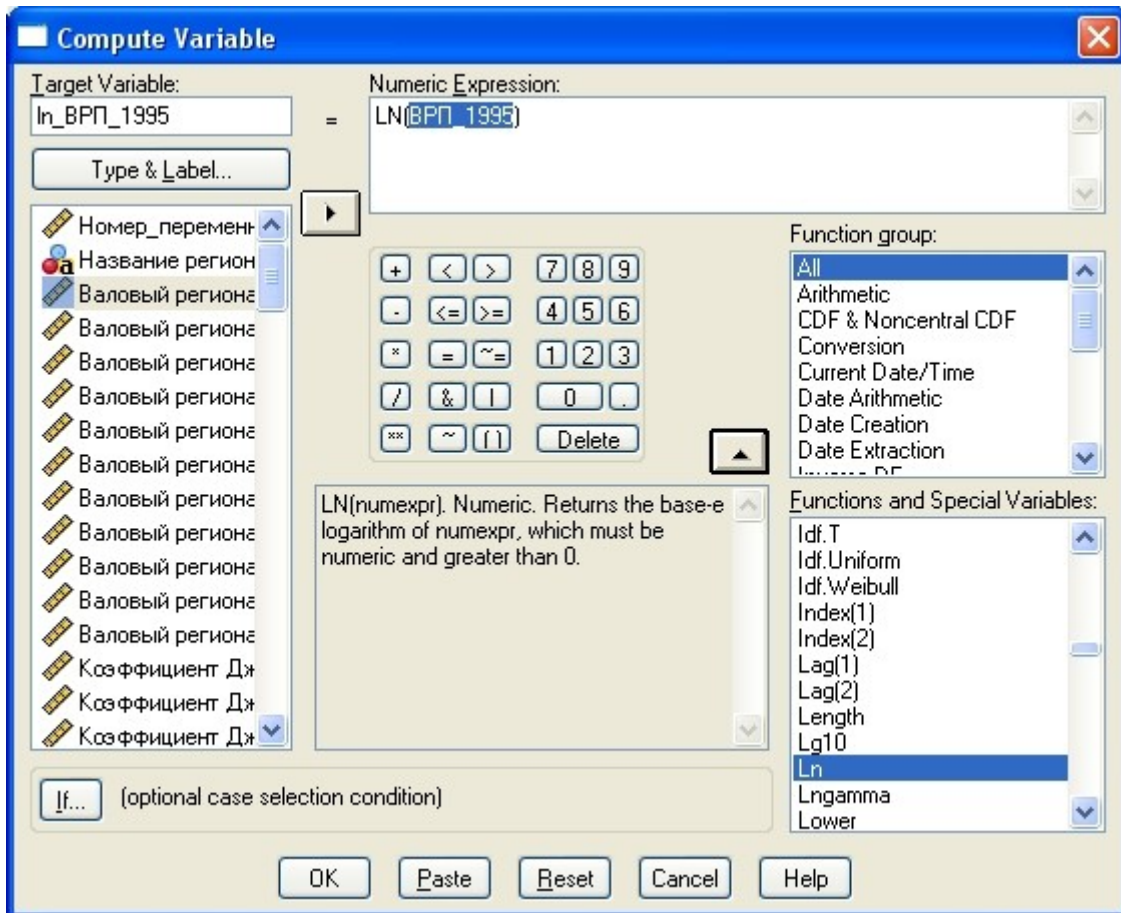 Compute Variable
Target Variable:
ln_ВРП_1995
Type & Label...
=
Numeric Expression:
LN(ВРП_1995)
Номер_переменн
Название регион
Валовый региона
Валовый региона
Валовый региона
Валовый региона
Валовый региона
Валовый региона
Валовый региона
Валовый региона
Валовый региона
Валовый региона
Валовый региона
Коэффициент Дж
Коэффициент Дж
Коэффициент Дж
+ < > 7 8 9
- <= >= 4 5 6
* = ~= 1 2 3
/ & | 0 .
** ~ () Delete
LN(numexpr). Numeric. Returns the base-e
logarithm of numexpr, which must be
numeric and greater than 0.
Function group:
All
Arithmetic
CDF & Noncentral CDF
Conversion
Current Date/Time
Date Arithmetic
Date Creation
Date Extraction
Functions and Special Variables:
Idf.T
Idf.Uniform
Idf.Weibull
Index(1)
Index(2)
Lag(1)
Lag(2)
Length
Lg10
Ln
Lngamma
Lower
If... (optional case selection condition)
OK Paste Reset Cancel Help